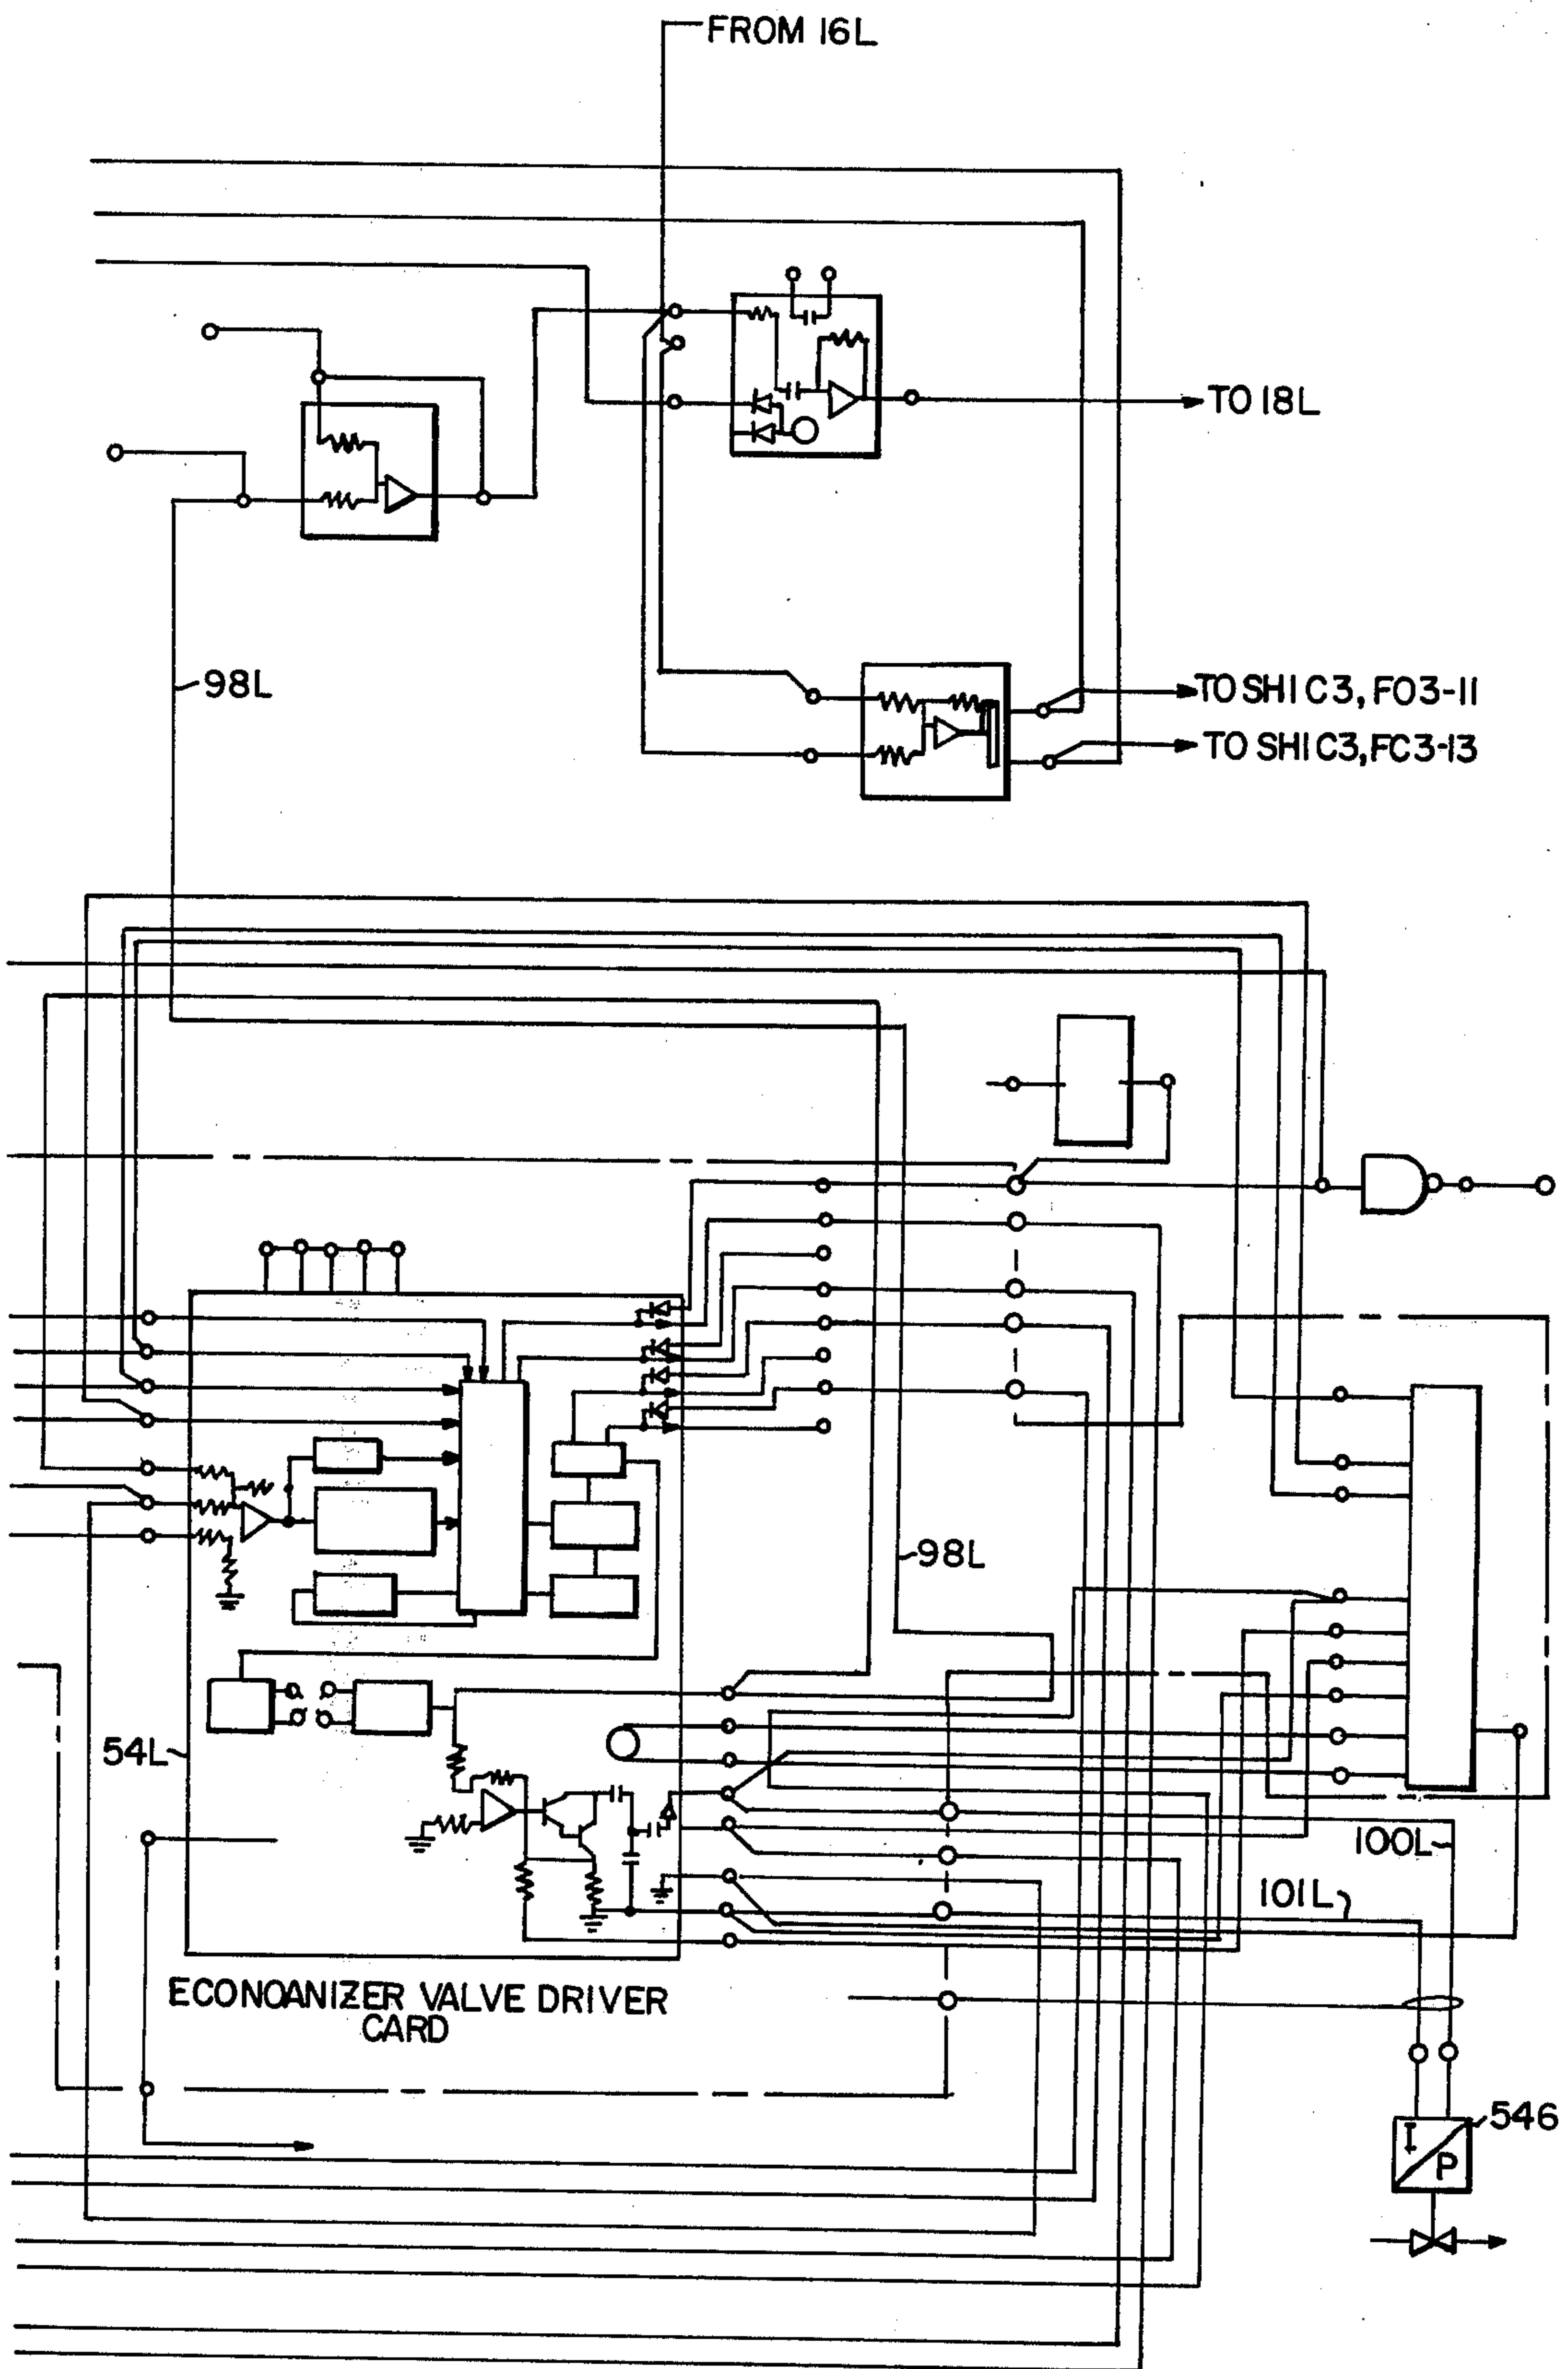 FROM 16L
TO 18L
98L
TO SH1 C3, FO3-11
TO SH1 C3, FC3-13
98L
54L
100L
101L
ECONOANIZER VALVE DRIVER
CARD
546
I
P